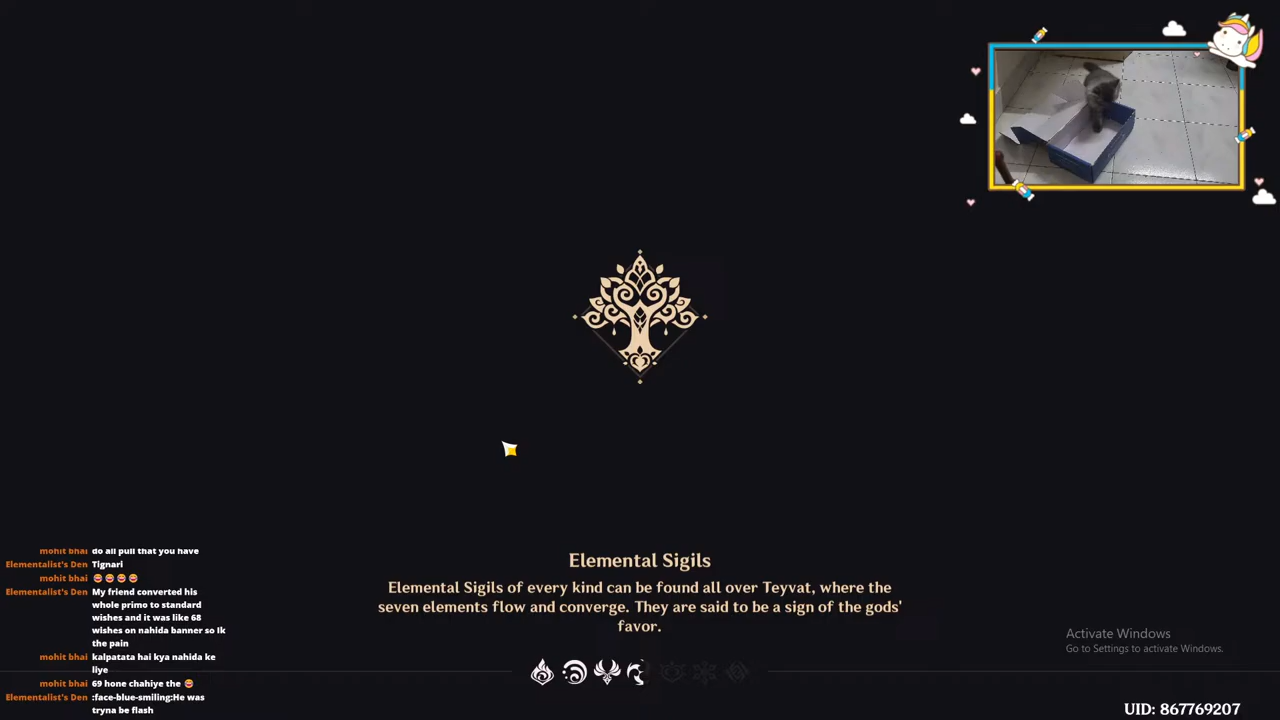 mohit bhai do all pull that you have
Elementalist's Den Tignari
mohit bhai 😂😂😂😂
Elementalist's Den My friend converted his
whole primo to standard
wishes and it was like 68
wishes on nahida banner so Ik
the pain
mohit bhai kalpatata hai kya nahida ke
liye
mohit bhai 69 hone chahiye the 😂
Elementalist's Den :face-blue-smiling:He was
tryna be flash
Elemental Sigils
Elemental Sigils of every kind can be found all over Teyvat, where the
seven elements flow and converge. They are said to be a sign of the gods'
favor.
Activate Windows
Go to Settings to activate Windows.
UID: 867769207